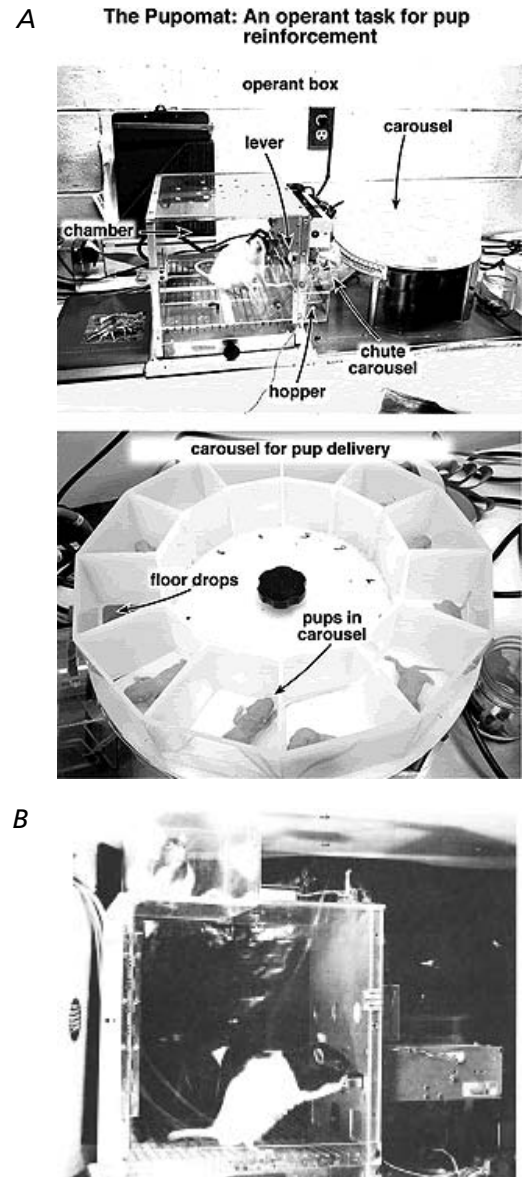 A
The Pupomat: An operant task for pup
reinforcement
operant box
carousel
lever
chamber
chute
carousel
hopper
carousel for pup delivery
floor drops
pups in
carousel
B